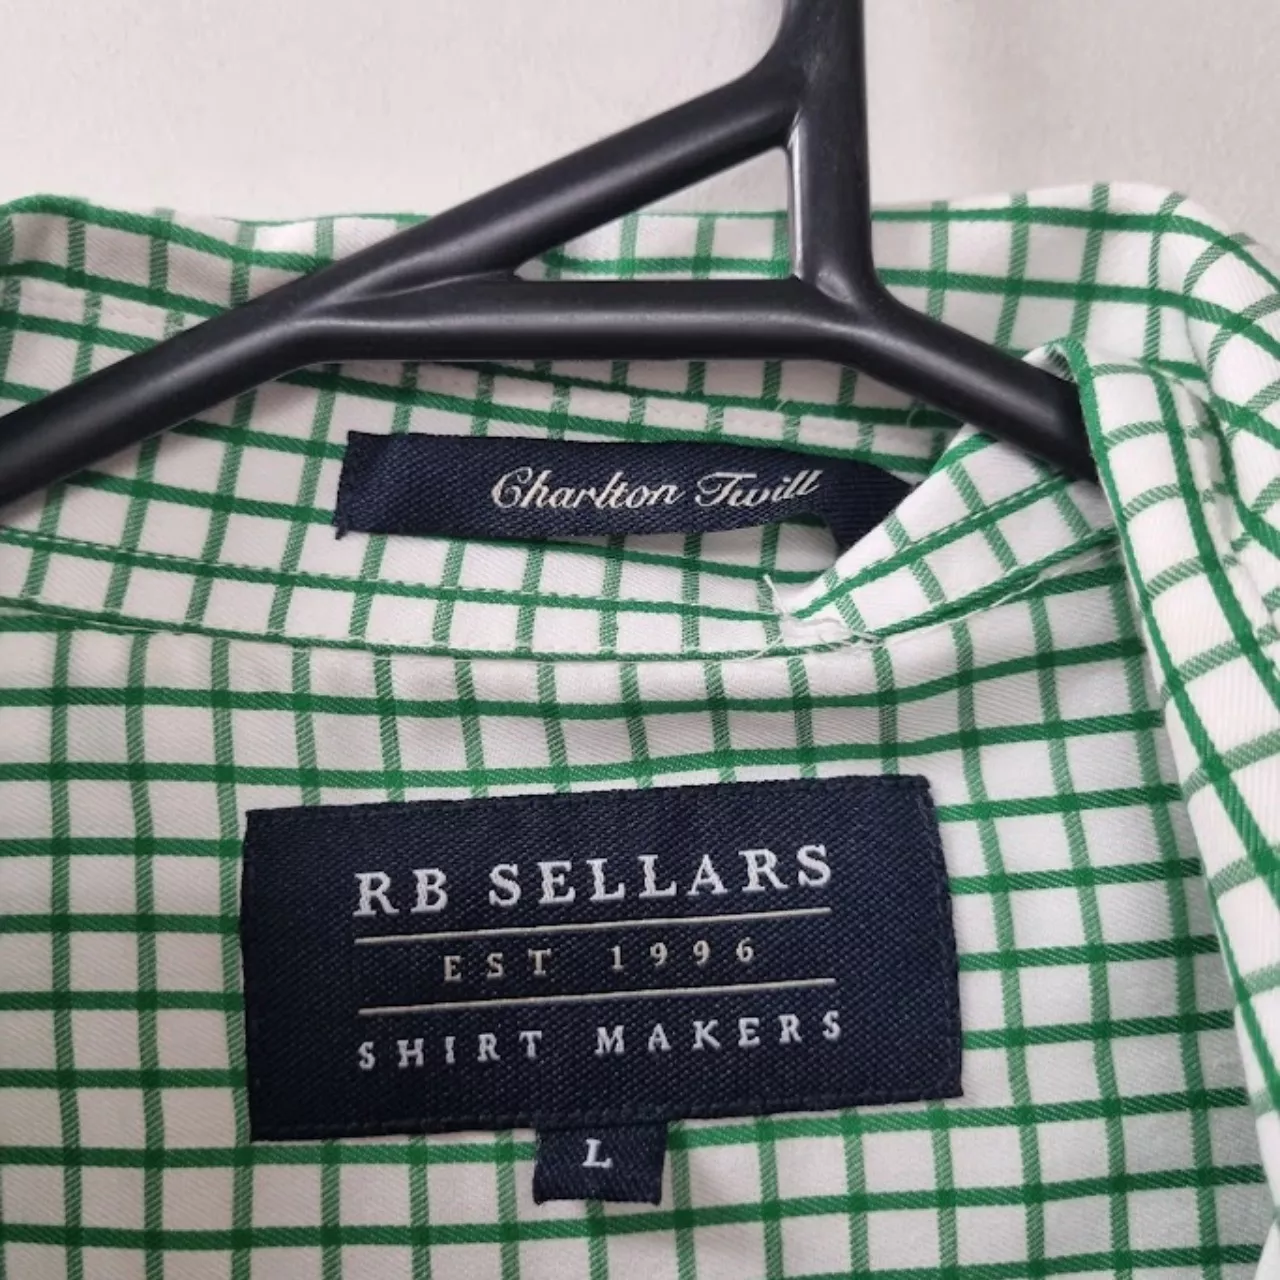 Charlton Twill
RB SELLARS
EST 1996
SHIRT MAKERS
L